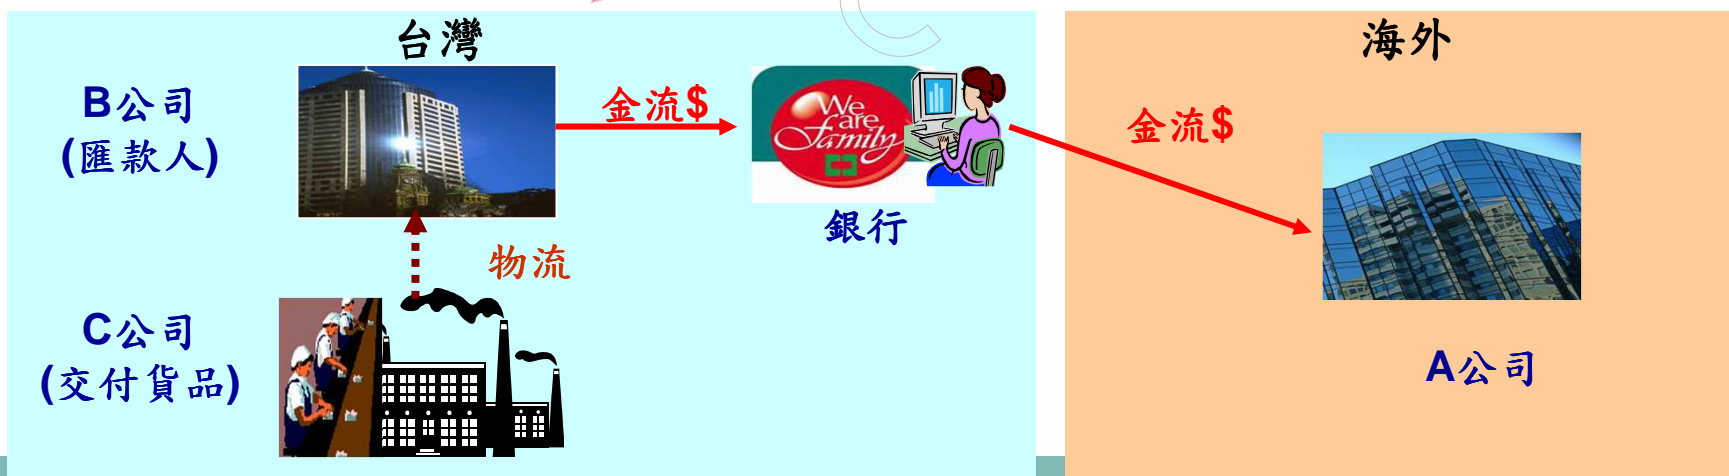 台灣
海外
B公司
(匯款人)
金流$
We
care
Family
金流$
銀行
物流
C公司
(交付貨品)
A公司